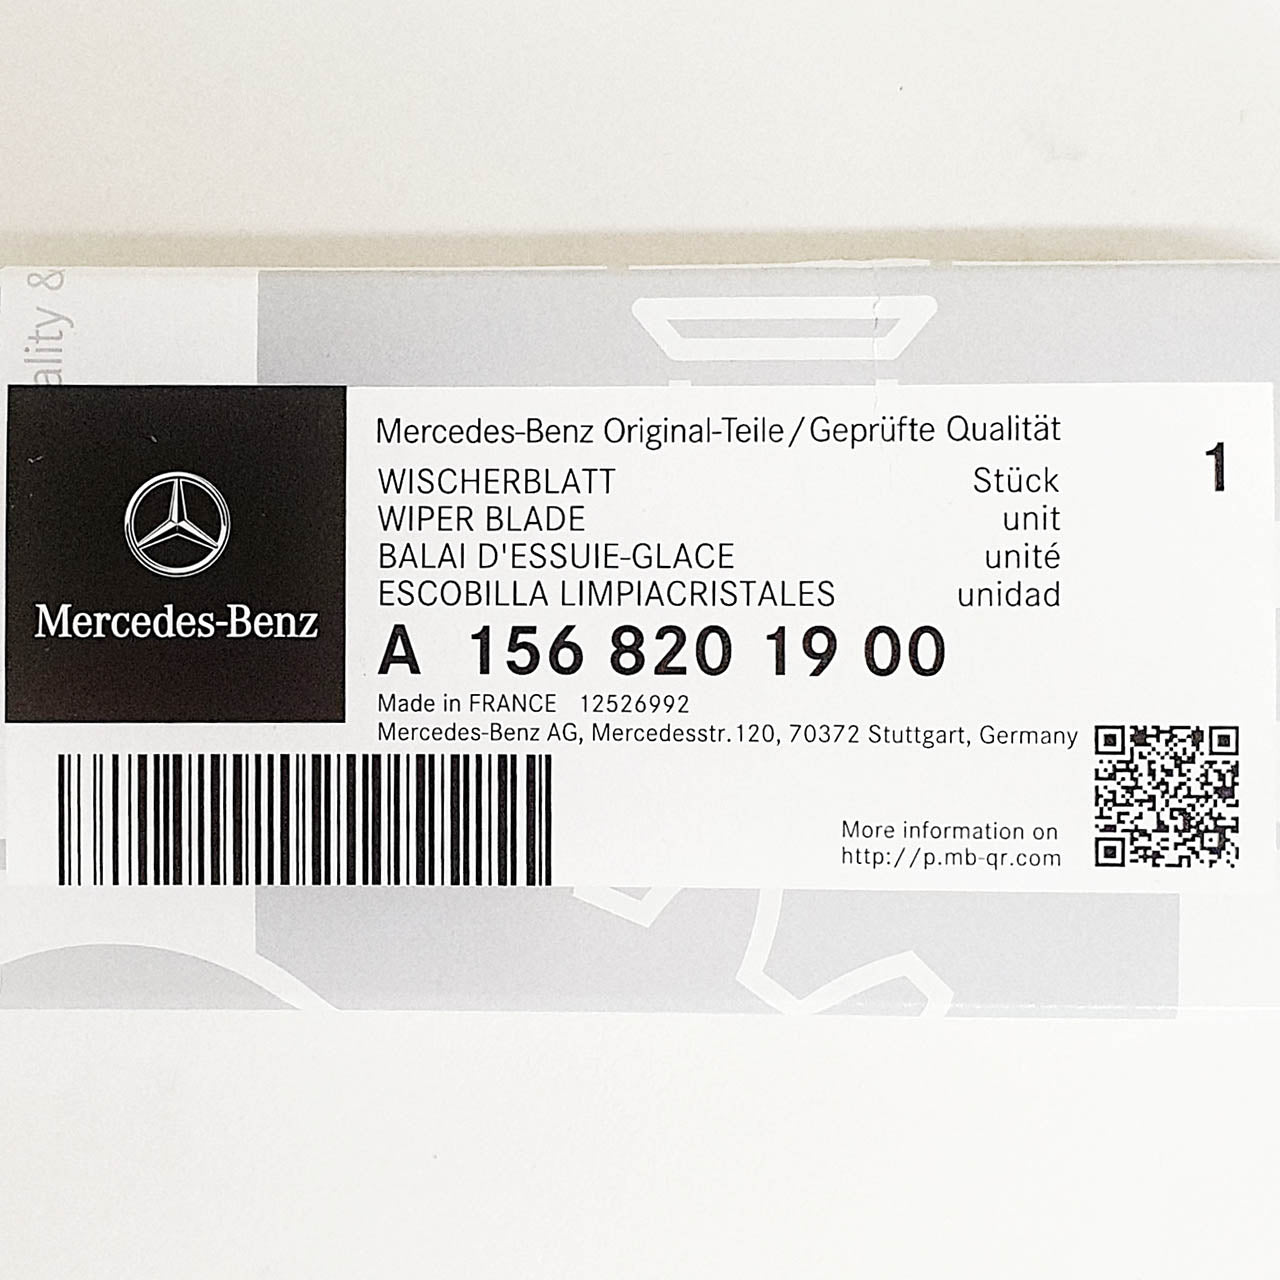 ality &
Mercedes-Benz
Mercedes-Benz Original-Teile/Geprüfte Qualität
WISCHERBLATT Stück 1
WIPER BLADE unit
BALAI D'ESSUIE-GLACE unité
ESCOBILLA LIMPIACRISTALES unidad
A 156 820 19 00
Made in FRANCE 12526992
Mercedes-Benz AG, Mercedesstr.120, 70372 Stuttgart, Germany
More information on
http://p.mb-qr.com